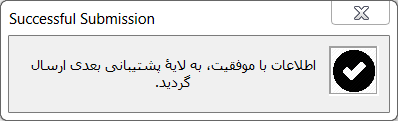 Successful Submission
اطلاعات با موفقیت، به لایهٔ پشتیبانی بعدی ارسال
گردید.